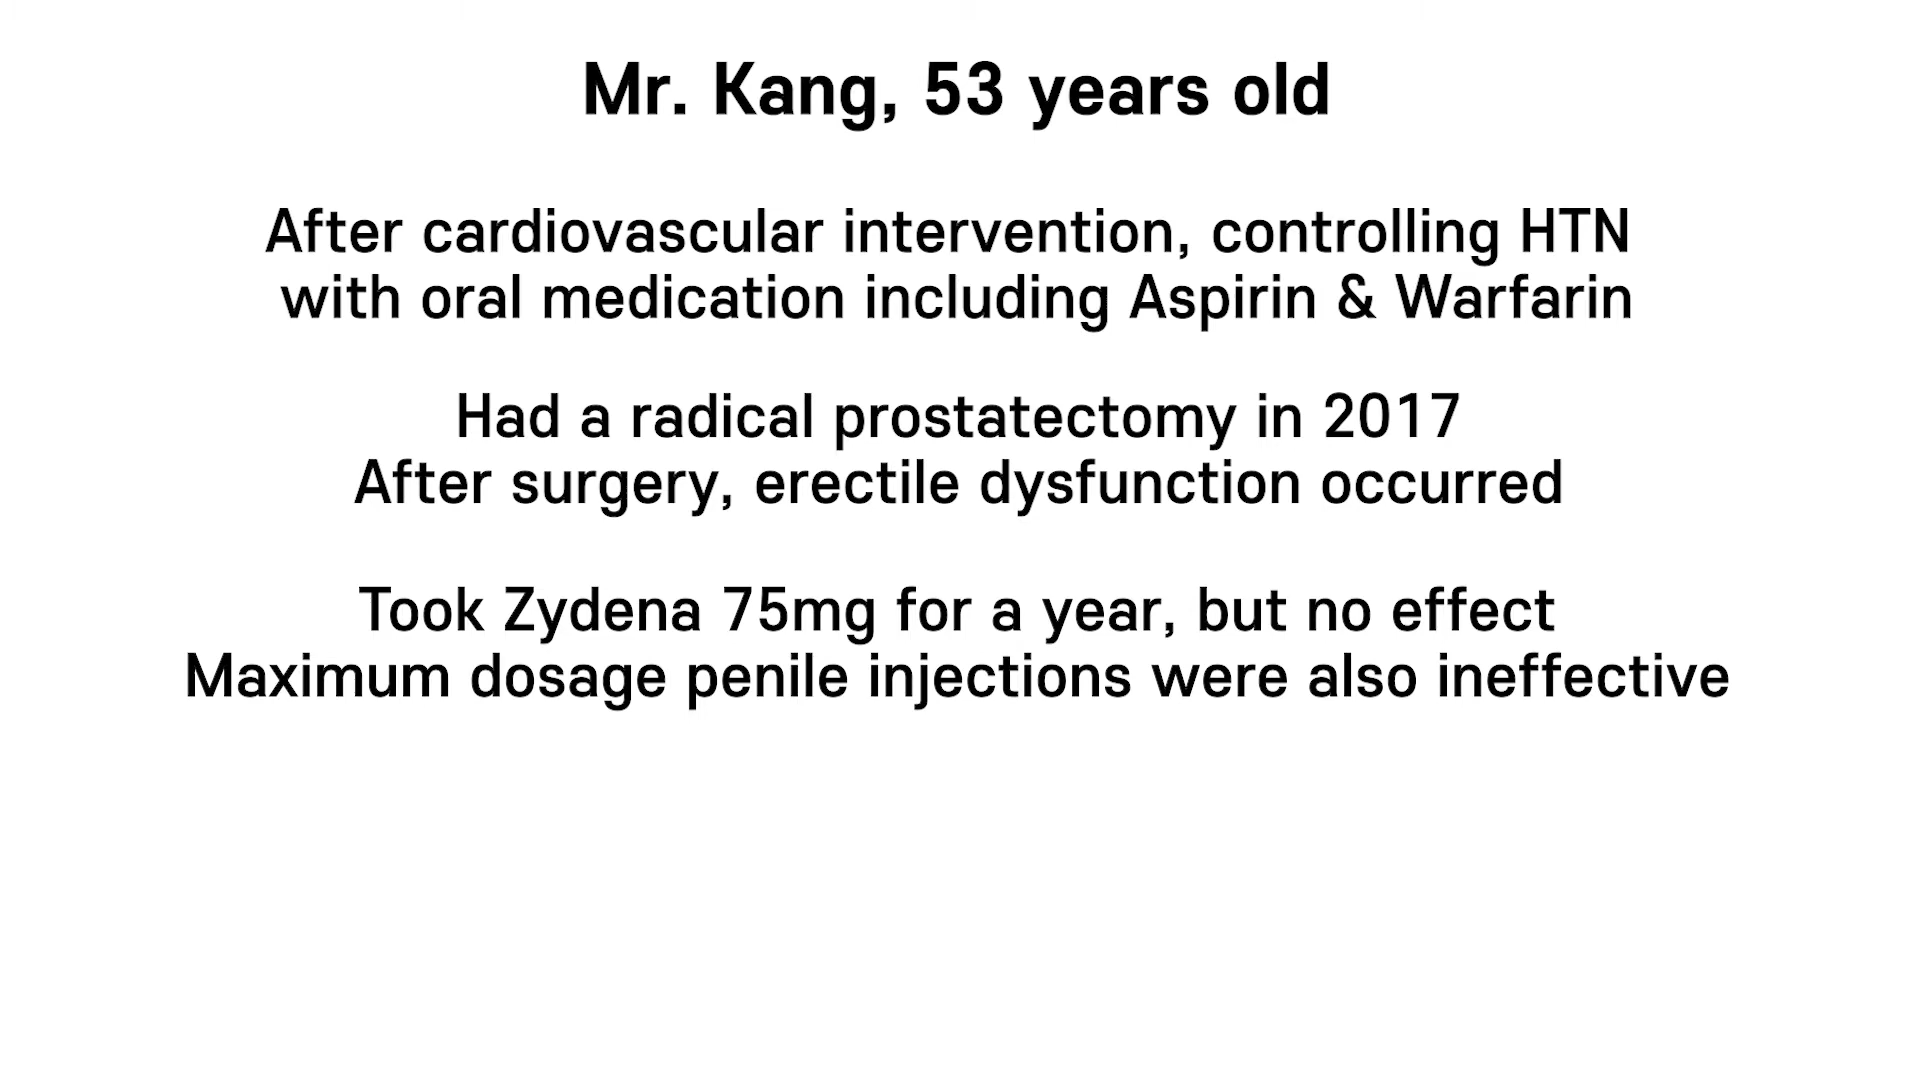 Mr. Kang, 53 years old
After cardiovascular intervention, controlling HTN
with oral medication including Aspirin & Warfarin
Had a radical prostatectomy in 2017
After surgery, erectile dysfunction occurred
Took Zydena 75mg for a year, but no effect
Maximum dosage penile injections were also ineffective